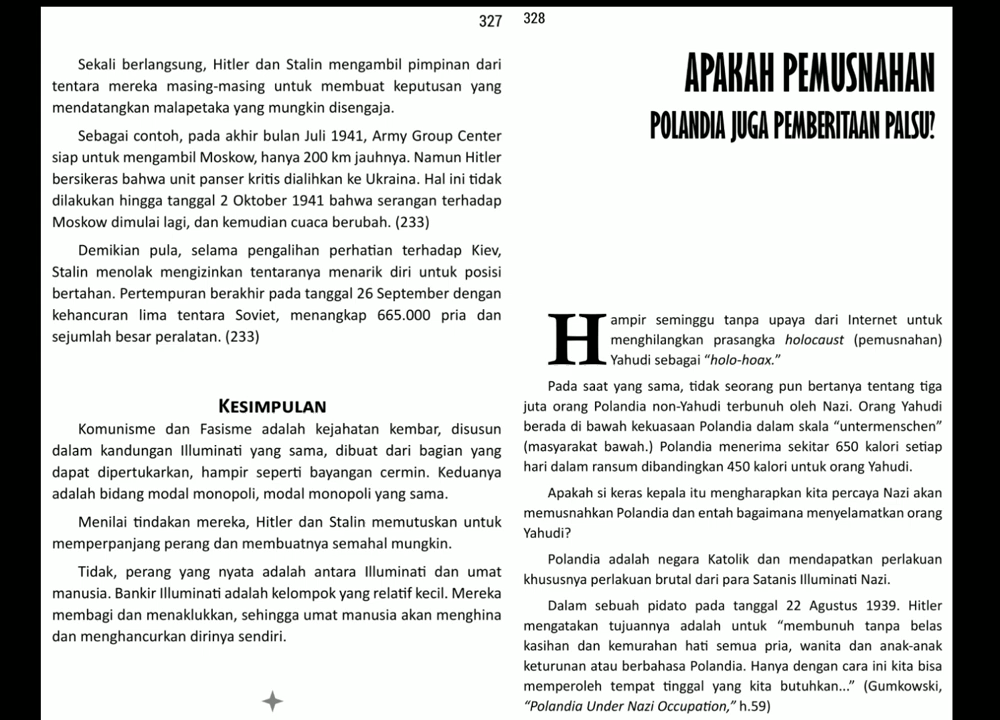 327
Sekali berlangsung, Hitler dan Stalin mengambil pimpinan dari
tentara mereka masing-masing untuk membuat keputusan yang
mendatangkan malapetaka yang mungkin disengaja.
Sebagai contoh, pada akhir bulan Juli 1941, Army Group Center
siap untuk mengambil Moskow, hanya 200 km jauhnya. Namun Hitler
bersikeras bahwa unit panser kritis dialihkan ke Ukraina. Hal ini tidak
dilakukan hingga tanggal 2 Oktober 1941 bahwa serangan terhadap
Moskow dimulai lagi, dan kemudian cuaca berubah. (233)
Demikian pula, selama pengalihan perhatian terhadap Kiev,
Stalin menolak mengizinkan tentaranya menarik diri untuk posisi
bertahan. Pertempuran berakhir pada tanggal 26 September dengan
kehancuran lima tentara Soviet, menangkap 665.000 pria dan
sejumlah besar peralatan. (233)
KESIMPULAN
Komunisme dan Fasisme adalah kejahatan kembar, disusun
dalam kandungan Illuminati yang sama, dibuat dari bagian yang
dapat dipertukarkan, hampir seperti bayangan cermin. Keduanya
adalah bidang modal monopoli, modal monopoli yang sama.
Menilai tindakan mereka, Hitler dan Stalin memutuskan untuk
memperpanjang perang dan membuatnya semahal mungkin.
Tidak, perang yang nyata adalah antara Illuminati dan umat
manusia. Bankir Illuminati adalah kelompok yang relatif kecil. Mereka
membagi dan menaklukkan, sehingga umat manusia akan menghina
dan menghancurkan dirinya sendiri.
328
APAKAH PEMUSNAHAN
POLANDIA JUGA PEMBERITAAN PALSU?
Hampir seminggu tanpa upaya dari Internet untuk
menghilangkan prasangka holocaust (pemusnahan)
Yahudi sebagai “holo-hoax.”
Pada saat yang sama, tidak seorang pun bertanya tentang tiga
juta orang Polandia non-Yahudi terbunuh oleh Nazi. Orang Yahudi
berada di bawah kekuasaan Polandia dalam skala “untermenschen”
(masyarakat bawah.) Polandia menerima sekitar 650 kalori setiap
hari dalam ransum dibandingkan 450 kalori untuk orang Yahudi.
Apakah si keras kepala itu mengharapkan kita percaya Nazi akan
memusnahkan Polandia dan entah bagaimana menyelamatkan orang
Yahudi?
Polandia adalah negara Katolik dan mendapatkan perlakuan
khususnya perlakuan brutal dari para Satanis Illuminati Nazi.
Dalam sebuah pidato pada tanggal 22 Agustus 1939. Hitler
mengatakan tujuannya adalah untuk “membunuh tanpa belas
kasihan dan kemurahan hati semua pria, wanita dan anak-anak
keturunan atau berbahasa Polandia. Hanya dengan cara ini kita bisa
memperoleh tempat tinggal yang kita butuhkan...” (Gumkowski,
“Polandia Under Nazi Occupation,” h.59)